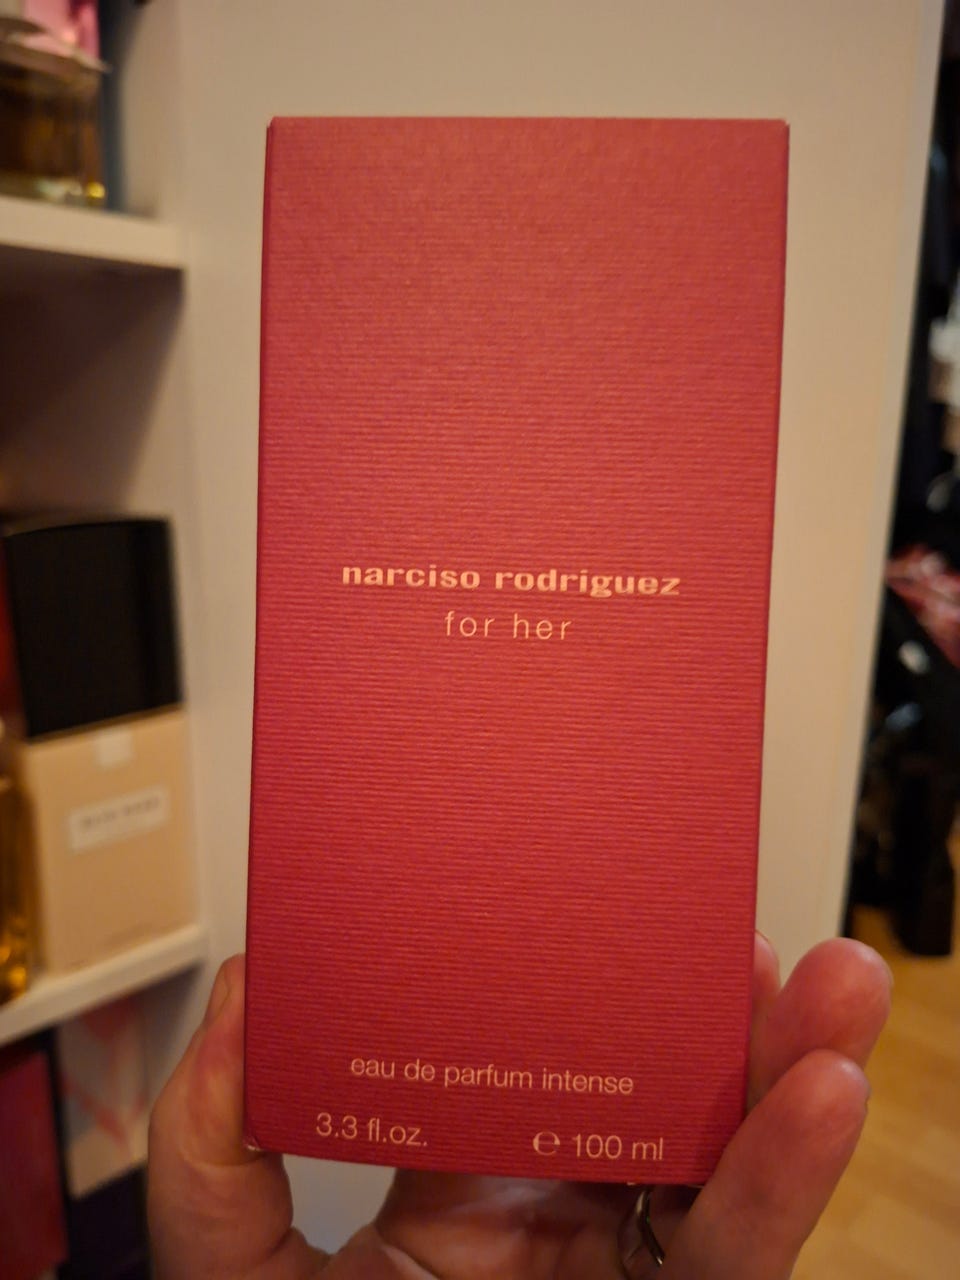 narciso rodriguez
for her
eau de parfum intense
3.3 fl.oz. ℮ 100 ml